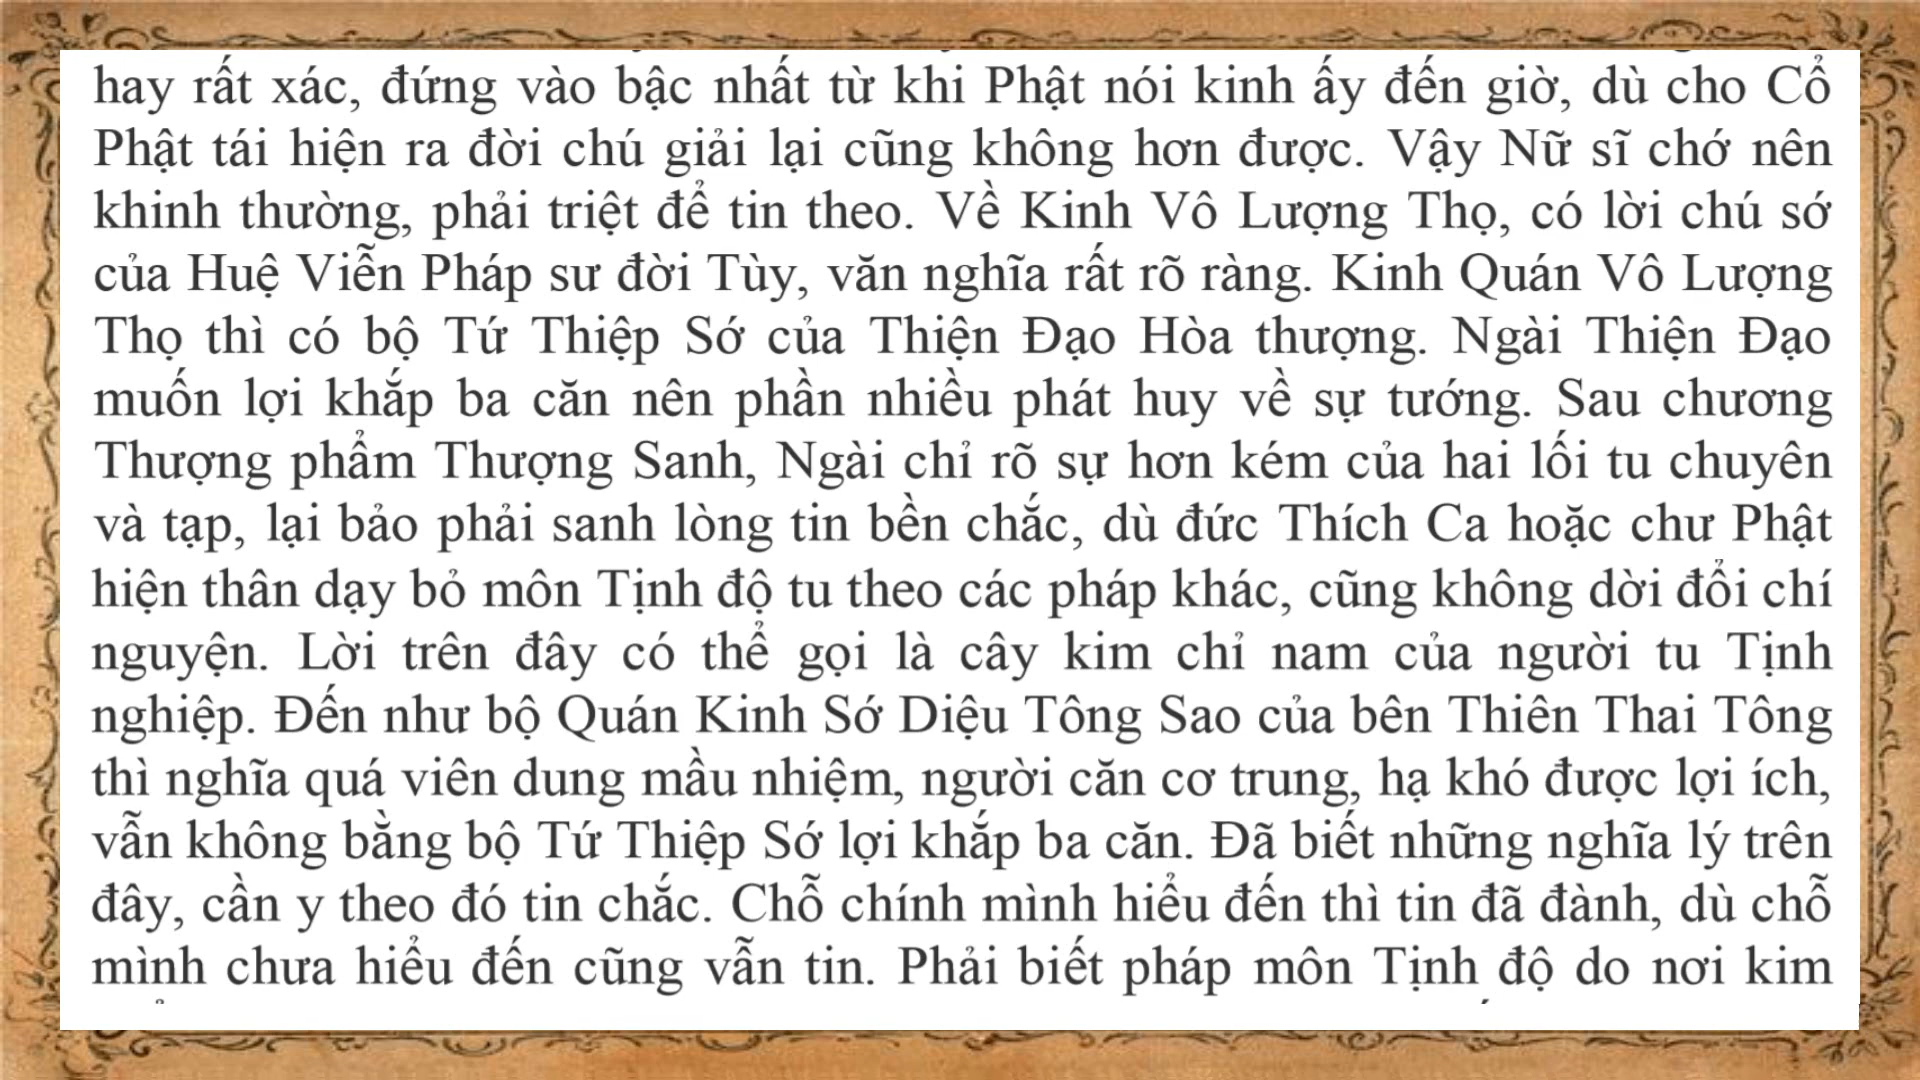 hay rất xác, đứng vào bậc nhất từ khi Phật nói kinh ấy đến giờ, dù cho Cổ
Phật tái hiện ra đời chú giải lại cũng không hơn được. Vậy Nữ sĩ chớ nên
khinh thường, phải triệt để tin theo. Về Kinh Vô Lượng Thọ, có lời chú sớ
của Huệ Viễn Pháp sư đời Tùy, văn nghĩa rất rõ ràng. Kinh Quán Vô Lượng
Thọ thì có bộ Tứ Thiệp Sớ của Thiện Đạo Hòa thượng. Ngài Thiện Đạo
muốn lợi khắp ba căn nên phần nhiều phát huy về sự tướng. Sau chương
Thượng phẩm Thượng Sanh, Ngài chỉ rõ sự hơn kém của hai lối tu chuyên
và tạp, lại bảo phải sanh lòng tin bền chắc, dù đức Thích Ca hoặc chư Phật
hiện thân dạy bỏ môn Tịnh độ tu theo các pháp khác, cũng không dời đổi chí
nguyện. Lời trên đây có thể gọi là cây kim chỉ nam của người tu Tịnh
nghiệp. Đến như bộ Quán Kinh Sớ Diệu Tông Sao của bên Thiên Thai Tông
thì nghĩa quá viên dung mầu nhiệm, người căn cơ trung, hạ khó được lợi ích,
vẫn không bằng bộ Tứ Thiệp Sớ lợi khắp ba căn. Đã biết những nghĩa lý trên
đây, cần y theo đó tin chắc. Chỗ chính mình hiểu đến thì tin đã đành, dù chỗ
mình chưa hiểu đến cũng vẫn tin. Phải biết pháp môn Tịnh độ do nơi kim